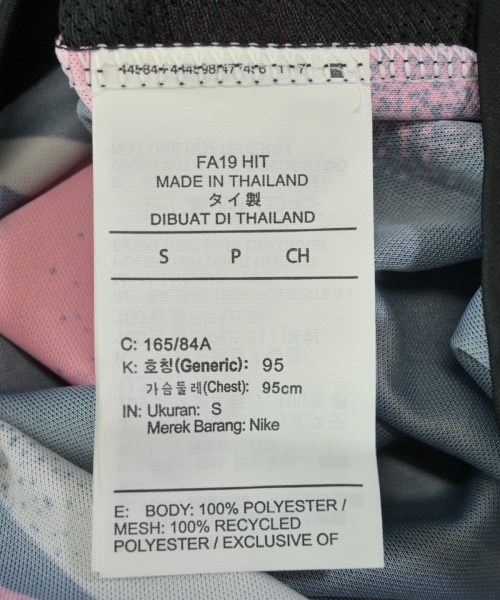 FA19 HIT
MADE IN THAILAND
タイ製
DIBUAT DI THAILAND
S P CH
C: 165/84A
K: 호칭(Generic): 95
가슴둘레(Chest): 95cm
IN: Ukuran: S
Merek Barang: Nike
E: BODY: 100% POLYESTER /
MESH: 100% RECYCLED
POLYESTER / EXCLUSIVE OF